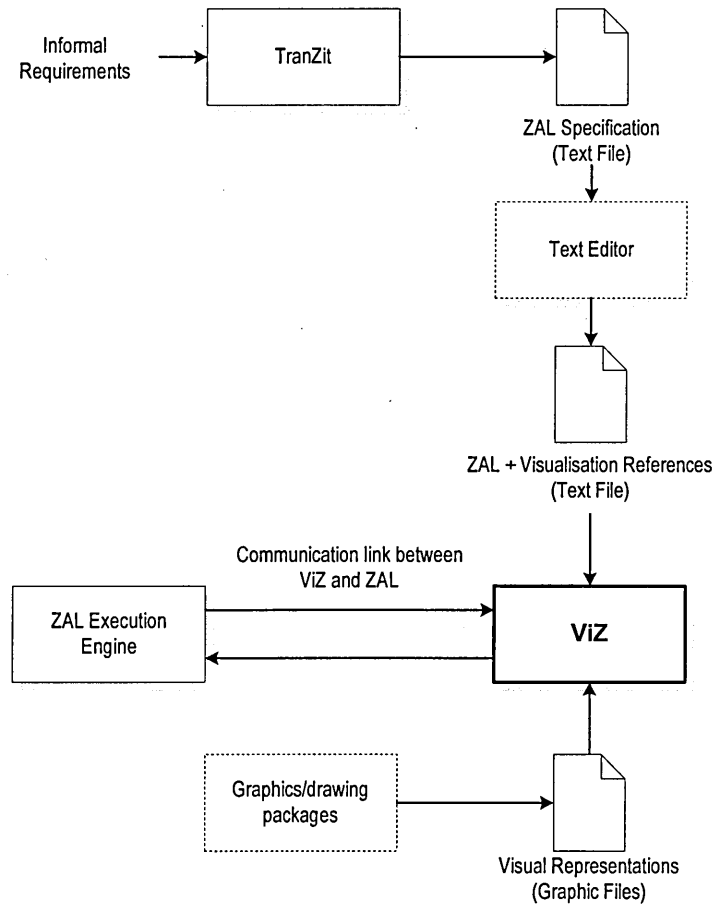 Informal
Requirements
TranZit
ZAL Specification
(Text File)
Text Editor
ZAL + Visualisation References
(Text File)
Communication link between
ViZ and ZAL
ZAL Execution
Engine
ViZ
Graphics/drawing
packages
Visual Representations
(Graphic Files)